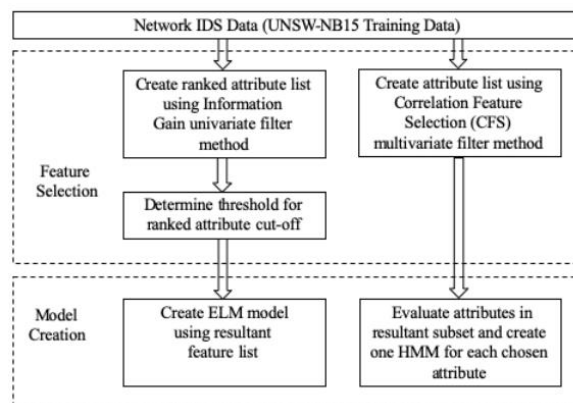 Network IDS Data (UNSW-NB15 Training Data)
Create ranked attribute list
using Information
Gain univariate filter
method
Create attribute list using
Correlation Feature
Selection (CFS)
multivariate filter method
Feature
Selection
Determine threshold for
ranked attribute cut-off
Model
Creation
Create ELM model
using resultant
feature list
Evaluate attributes in
resultant subset and create
one HMM for each chosen
attribute